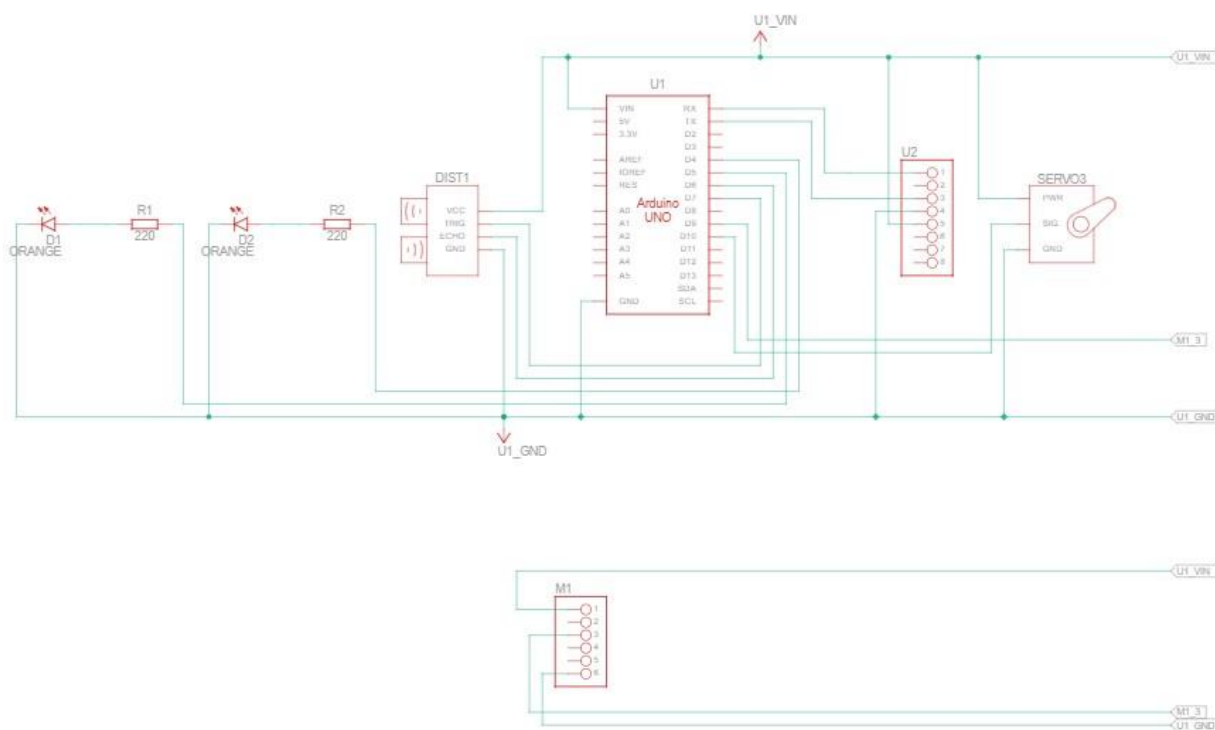 U1_VIN
U1_VIN
U1
VIN
5V
3.3V
AREF
IOREF
RES
A0
A1
A2
A3
A4
A5
GND
Arduino
UNO
RX
TX
D2
D3
D4
D5
D6
D7
D8
D9
D10
D11
D12
D13
SDA
SCL
U2
1
2
3
4
5
6
7
8
SERVO3
PWR
SIG
GND
DIST1
VCC
TRIG
ECHO
GND
D1
ORANGE
R1
220
D2
ORANGE
R2
220
M1_3
U1_GND
U1_GND
U1_VIN
M1
1
2
3
4
5
6
M1_3
U1_GND